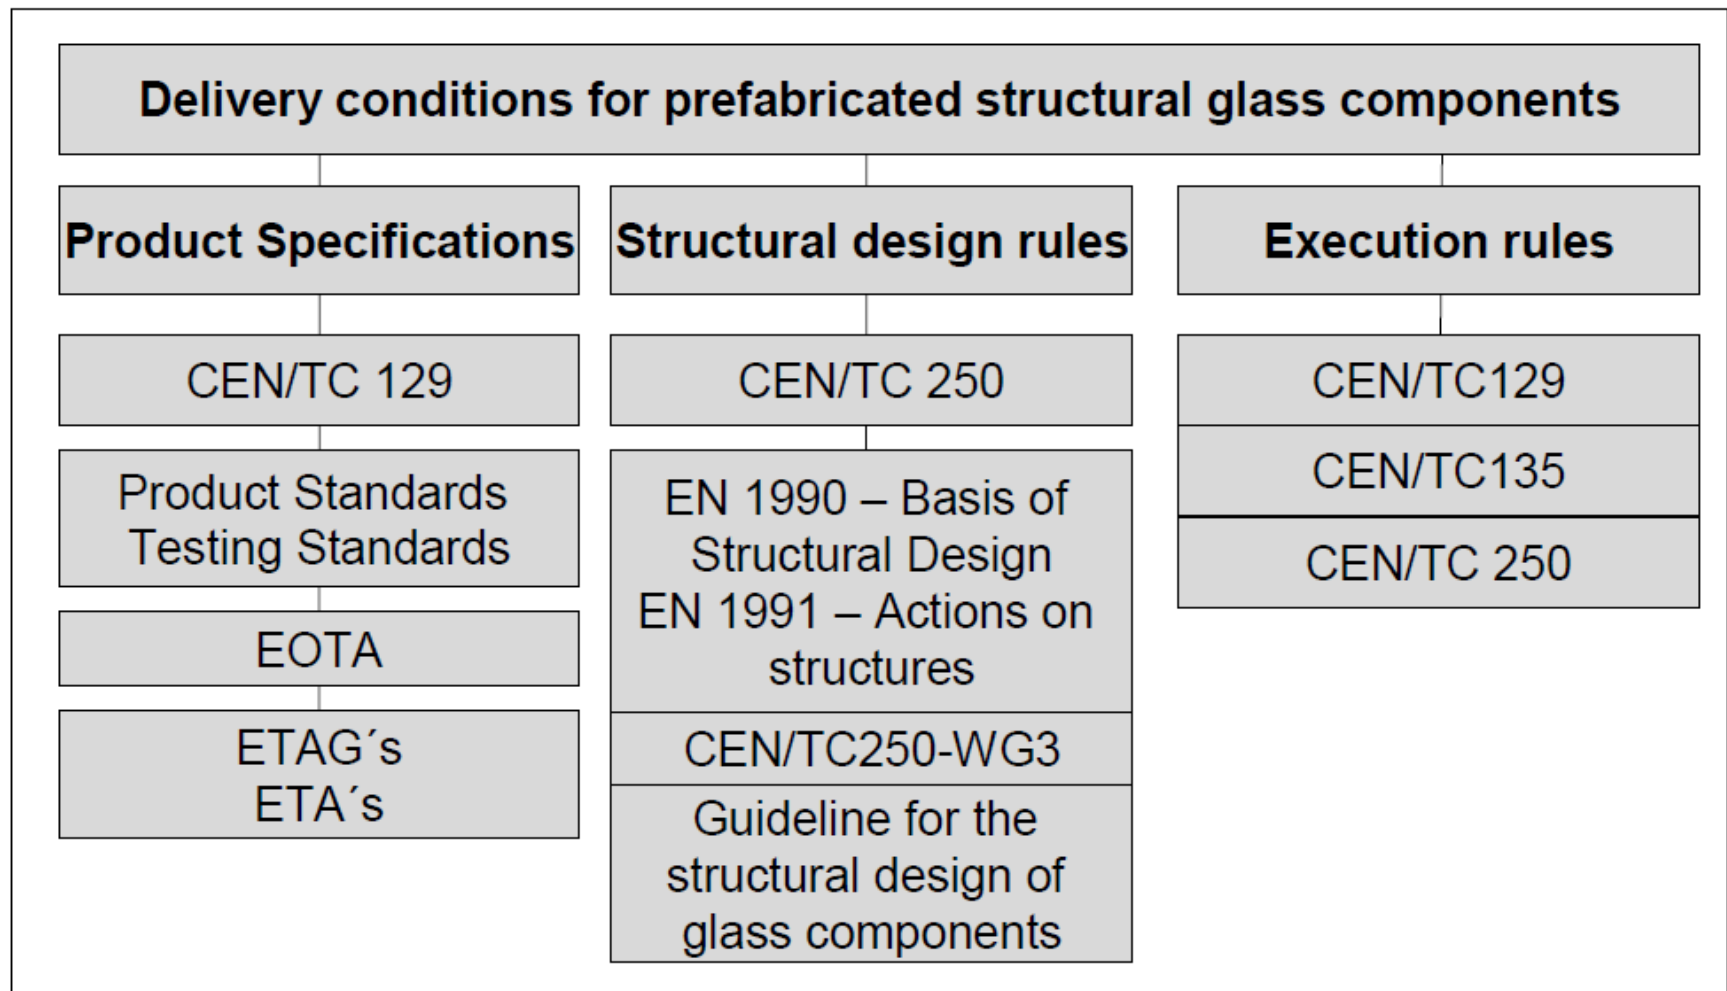 Delivery conditions for prefabricated structural glass components
Product Specifications
CEN/TC 129
Product Standards
Testing Standards
EOTA
ETAG´s
ETA´s
Structural design rules
CEN/TC 250
EN 1990 – Basis of
Structural Design
EN 1991 – Actions on
structures
CEN/TC250-WG3
Guideline for the
structural design of
glass components
Execution rules
CEN/TC129
CEN/TC135
CEN/TC 250